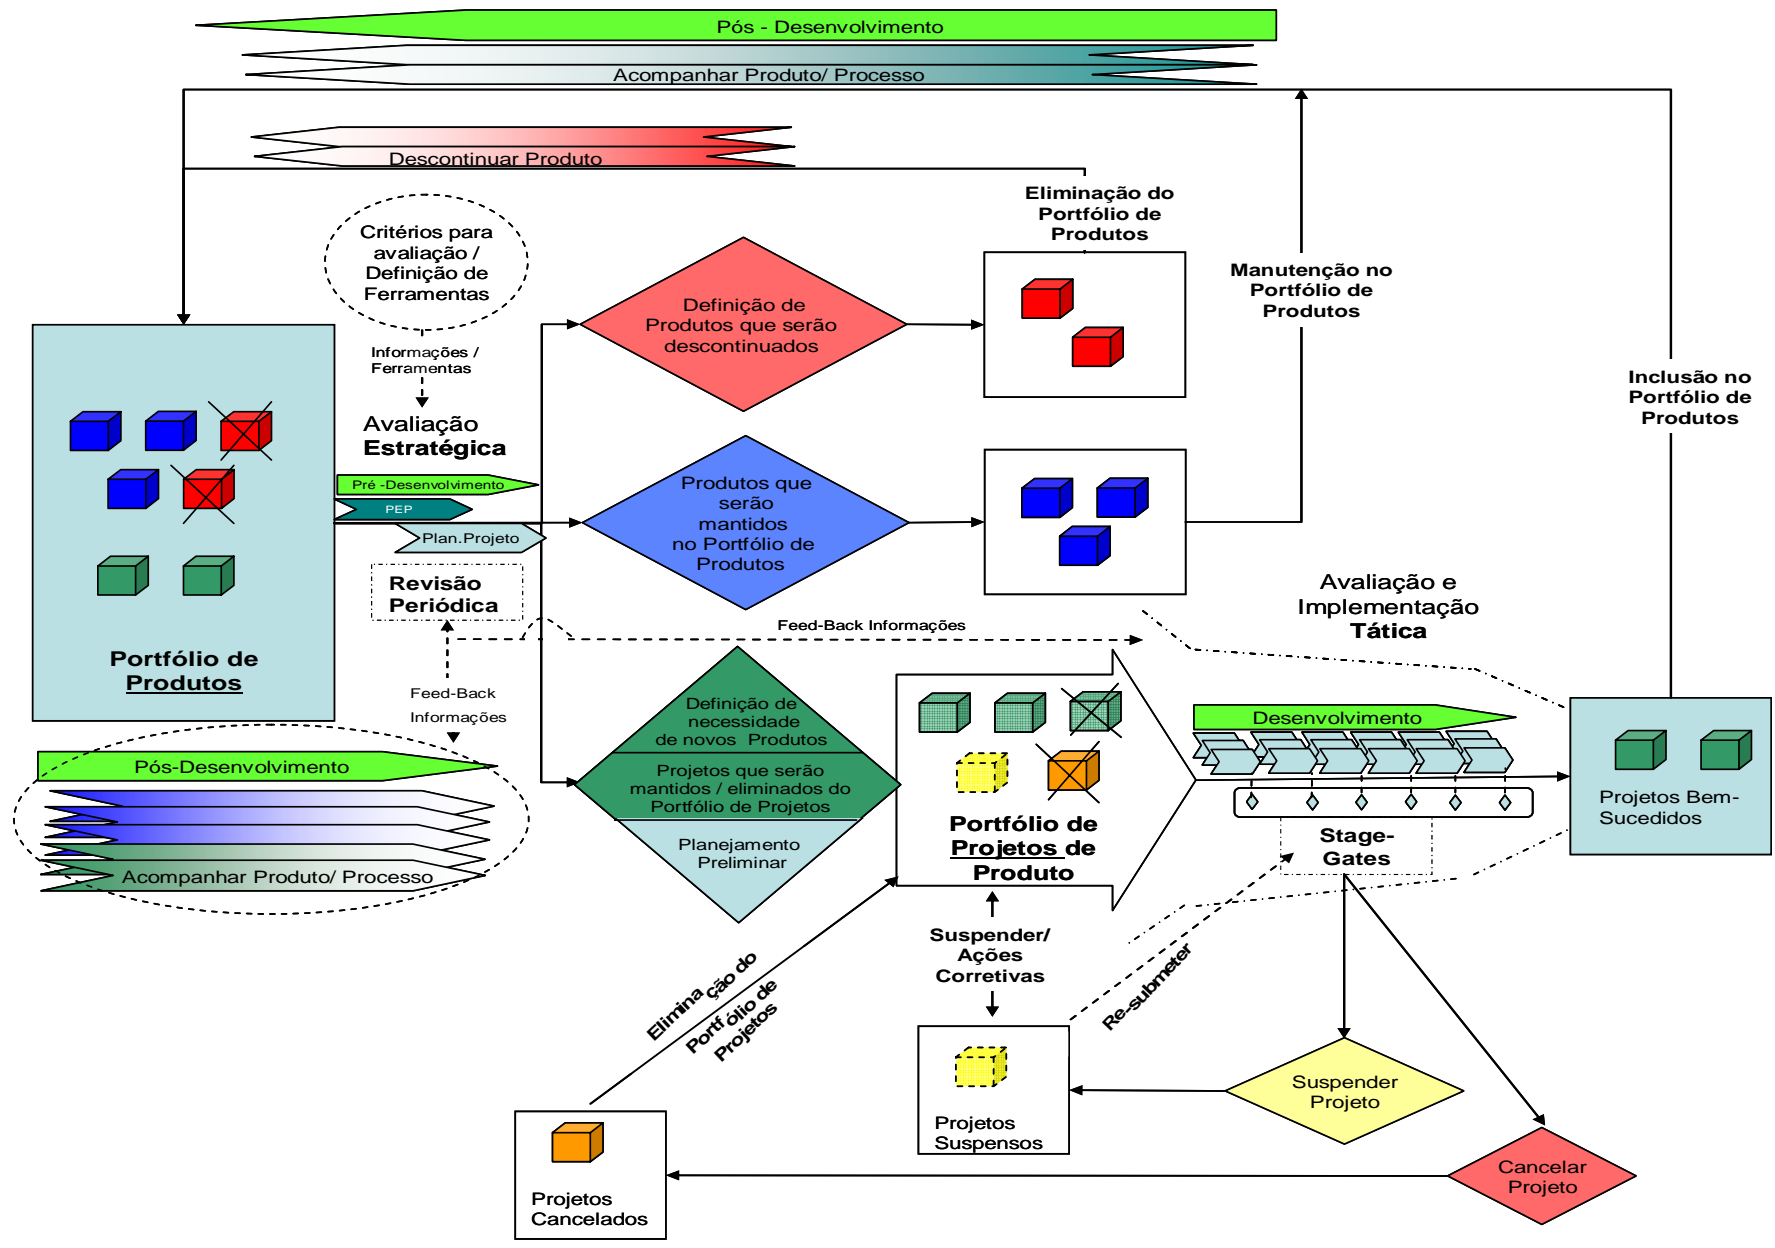 Pós - Desenvolvimento
Acompanhar Produto/ Processo
Descontinuar Produto
Eliminação do
Portfólio de
Produtos
Critérios para
avaliação /
Definição de
Ferramentas
Manutenção no
Portfólio de
Produtos
Definição de
Produtos que serão
descontinuados
Informações /
Ferramentas
Inclusão no
Portfólio de
Produtos
Avaliação
Estratégica
Pré -Desenvolvimento
PEP
Plan.Projeto
Produtos que
serão
mantidos
no Portfólio de
Produtos
Revisão
Periódica
Avaliação e
Implementação
Tática
Feed-Back Informações
Portfólio de
Produtos
Feed-Back
Informações
Definição de
necessidade
de novos Produtos
Projetos que serão
mantidos / eliminados do
Portfólio de Projetos
Planejamento
Preliminar
Desenvolvimento
Pós-Desenvolvimento
Acompanhar Produto/ Processo
Portfólio de
Projetos de
Produto
Projetos Bem-
Sucedidos
Stage-
Gates
Suspender/
Ações
Corretivas
Re-submeter
Elimina ção do
Portfólio de
Projetos
Suspender
Projeto
Projetos
Suspensos
Cancelar
Projeto
Projetos
Cancelados